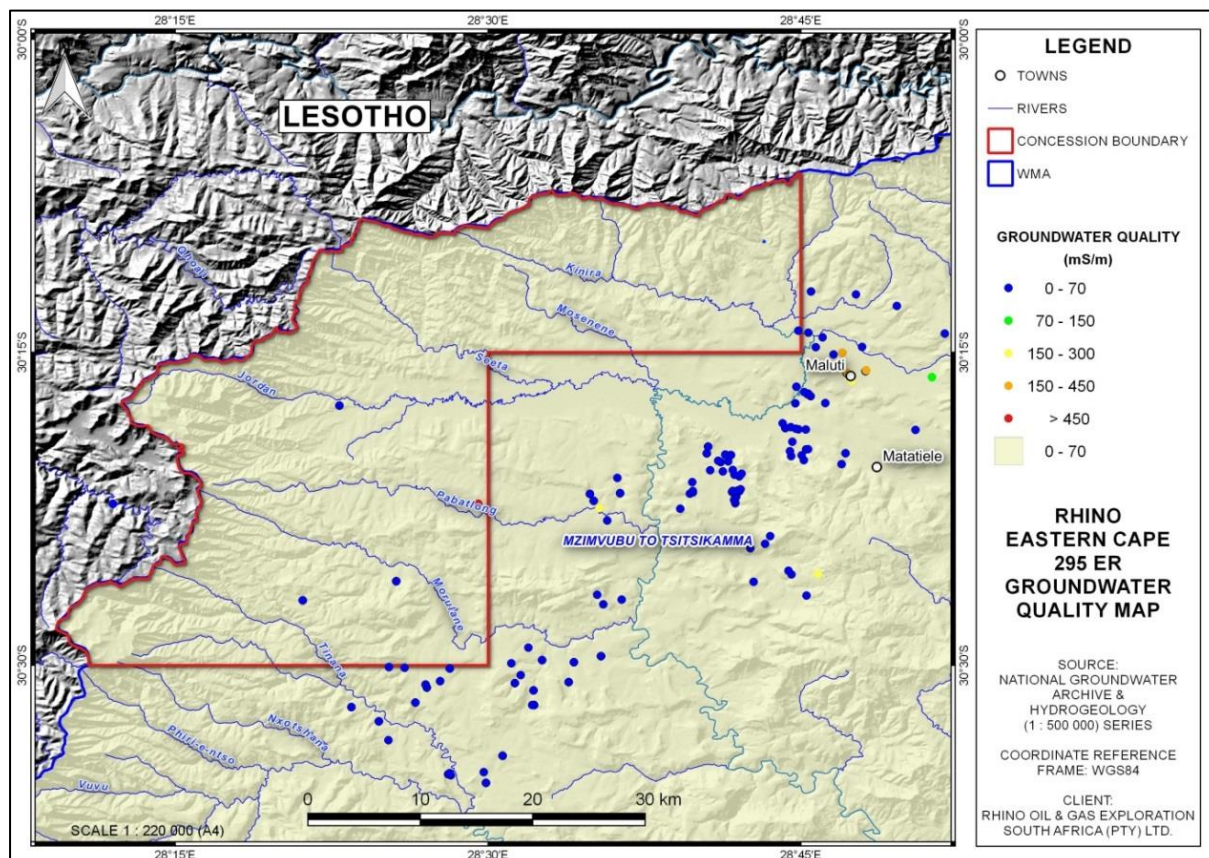 28°15'E
28°30'E
28°45'E
30°00'S
30°00'S
LESOTHO
Kinira
Mosenene
Seeta
Jordan
30°15'S
30°15'S
Maluti
Matatiele
Pabatlong
MZIMVUBU TO TSITSIKAMMA
Morulane
Tinana
30°30'S
30°30'S
Nxotshana
Phiri-e-ntso
Vuvu
0 10 20 30 km
SCALE 1 : 220 000 (A4)
28°15'E
28°30'E
28°45'E
LEGEND
TOWNS
RIVERS
CONCESSION BOUNDARY
WMA
GROUNDWATER QUALITY
(mS/m)
0 - 70
70 - 150
150 - 300
150 - 450
> 450
0 - 70
RHINO
EASTERN CAPE
295 ER
GROUNDWATER
QUALITY MAP
SOURCE:
NATIONAL GROUNDWATER
ARCHIVE &
HYDROGEOLOGY
(1 : 500 000) SERIES
COORDINATE REFERENCE
FRAME: WGS84
CLIENT:
RHINO OIL & GAS EXPLORATION
SOUTH AFRICA (PTY) LTD.